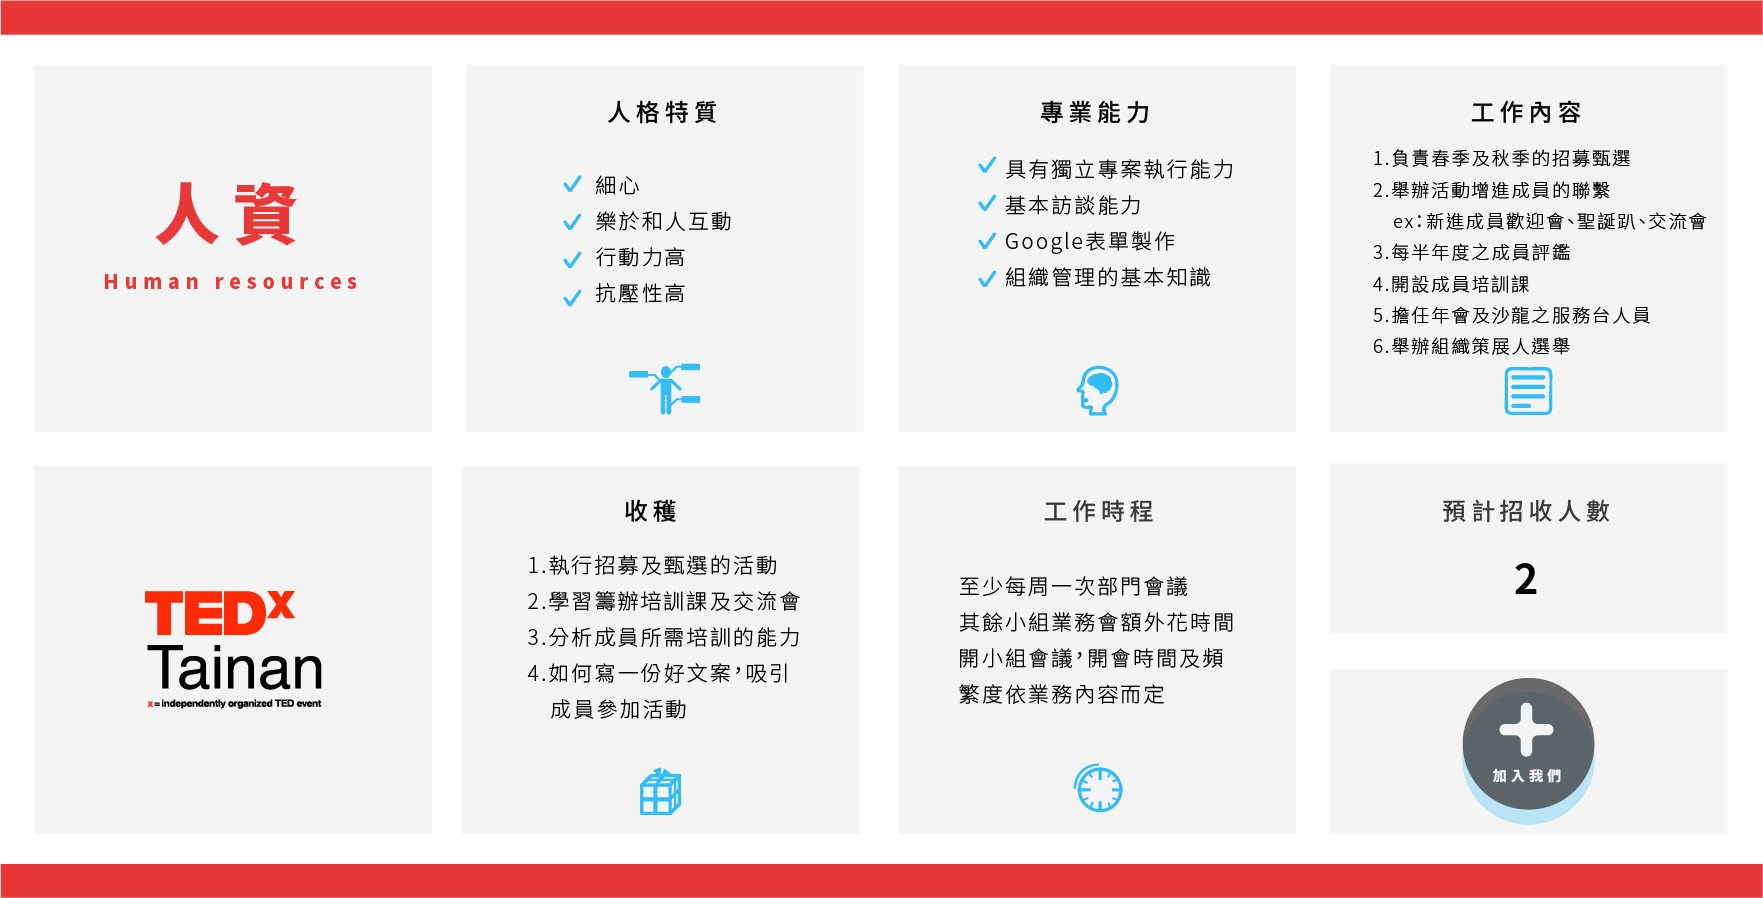 人資
Human resources
人格特質
細心
樂於和人互動
行動力高
抗壓性高
專業能力
具有獨立專案執行能力
基本訪談能力
Google表單製作
組織管理的基本知識
工作內容
1.負責春季及秋季的招募甄選
2.舉辦活動增進成員的聯繫
ex：新進成員歡迎會、聖誕趴、交流會
3.每半年度之成員評鑑
4.開設成員培訓課
5.擔任年會及沙龍之服務台人員
6.舉辦組織策展人選舉
TEDx
Tainan
x = independently organized TED event
收穫
1.執行招募及甄選的活動
2.學習籌辦培訓課及交流會
3.分析成員所需培訓的能力
4.如何寫一份好文案，吸引
成員參加活動
工作時程
至少每周一次部門會議
其餘小組業務會額外花時間
開小組會議，開會時間及頻
繁度依業務內容而定
預計招收人數
2
加入我們